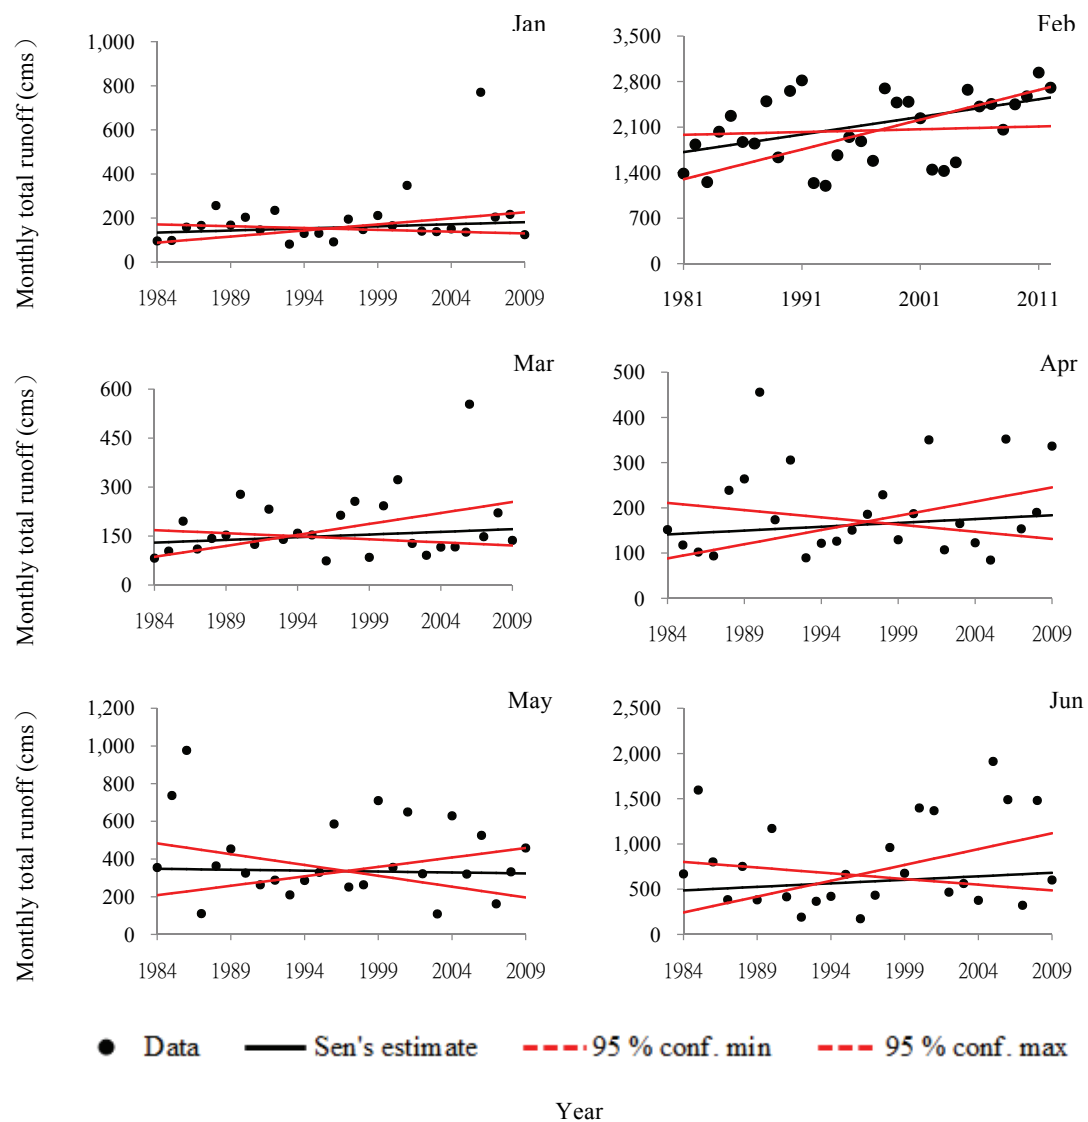 Jan
Monthly total runoff (cms)
1,000
800
600
400
200
0
1984 1989 1994 1999 2004 2009
Feb
3,500
2,800
2,100
1,400
700
0
1981 1991 2001 2011
Mar
Monthly total runoff (cms)
600
450
300
150
0
1984 1989 1994 1999 2004 2009
Apr
500
400
300
200
100
0
1984 1989 1994 1999 2004 2009
May
Monthly total runoff (cms)
1,200
1,000
800
600
400
200
0
1984 1989 1994 1999 2004 2009
Jun
2,500
2,000
1,500
1,000
500
0
1984 1989 1994 1999 2004 2009
Data Sen's estimate 95 % conf. min 95 % conf. max
Year